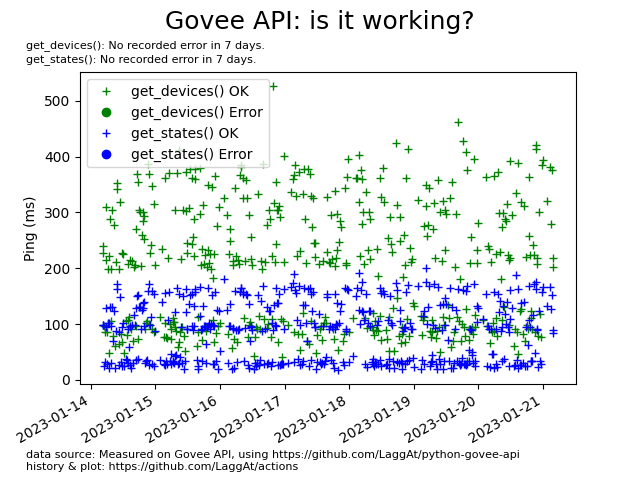 Govee API: is it working?
get_devices(): No recorded error in 7 days.
get_states(): No recorded error in 7 days.
get_devices() OK
get_devices() Error
get_states() OK
get_states() Error
Ping (ms)
500
400
300
200
100
0
2023-01-14
2023-01-15
2023-01-16
2023-01-17
2023-01-18
2023-01-19
2023-01-20
2023-01-21
data source: Measured on Govee API, using https://github.com/LaggAt/python-govee-api
history & plot: https://github.com/LaggAt/actions